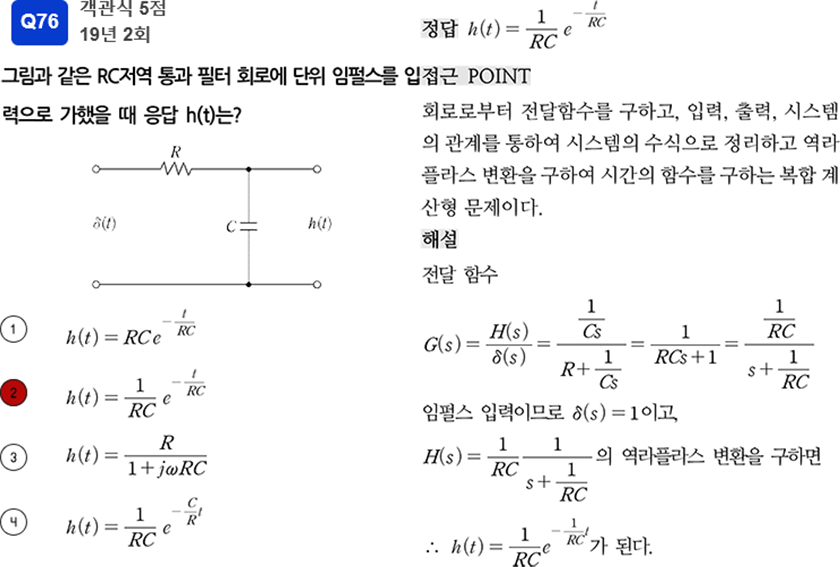 Q76
객관식 5점
19년 2회
그림과 같은 RC저역 통과 필터 회로에 단위 임펄스를 입
력으로 가했을 때 응답 h(t)는?
R
δ(t)
C
h(t)
1 h(t) = RCe^{-t/RC}
2 h(t) = \frac{1}{RC} e^{-t/RC}
3 h(t) = \frac{R}{1+jωRC}
4 h(t) = \frac{1}{RC} e^{-\frac{C}{R}t}
정답 h(t) = \frac{1}{RC} e^{-t/RC}
접근 POINT
회로로부터 전달함수를 구하고, 입력, 출력, 시스템
의 관계를 통하여 시스템의 수식으로 정리하고 역라
플라스 변환을 구하여 시간의 함수를 구하는 복합 계
산형 문제이다.
해설
전달 함수
G(s) = \frac{H(s)}{δ(s)} = \frac{\frac{1}{Cs}}{R+\frac{1}{Cs}} = \frac{1}{RCs+1} = \frac{\frac{1}{RC}}{s+\frac{1}{RC}}
임펄스 입력이므로 δ(s) = 1이고,
H(s) = \frac{1}{RC} \frac{1}{s+\frac{1}{RC}} 의 역라플라스 변환을 구하면
∴ h(t) = \frac{1}{RC}e^{-\frac{1}{RC}t}가 된다.